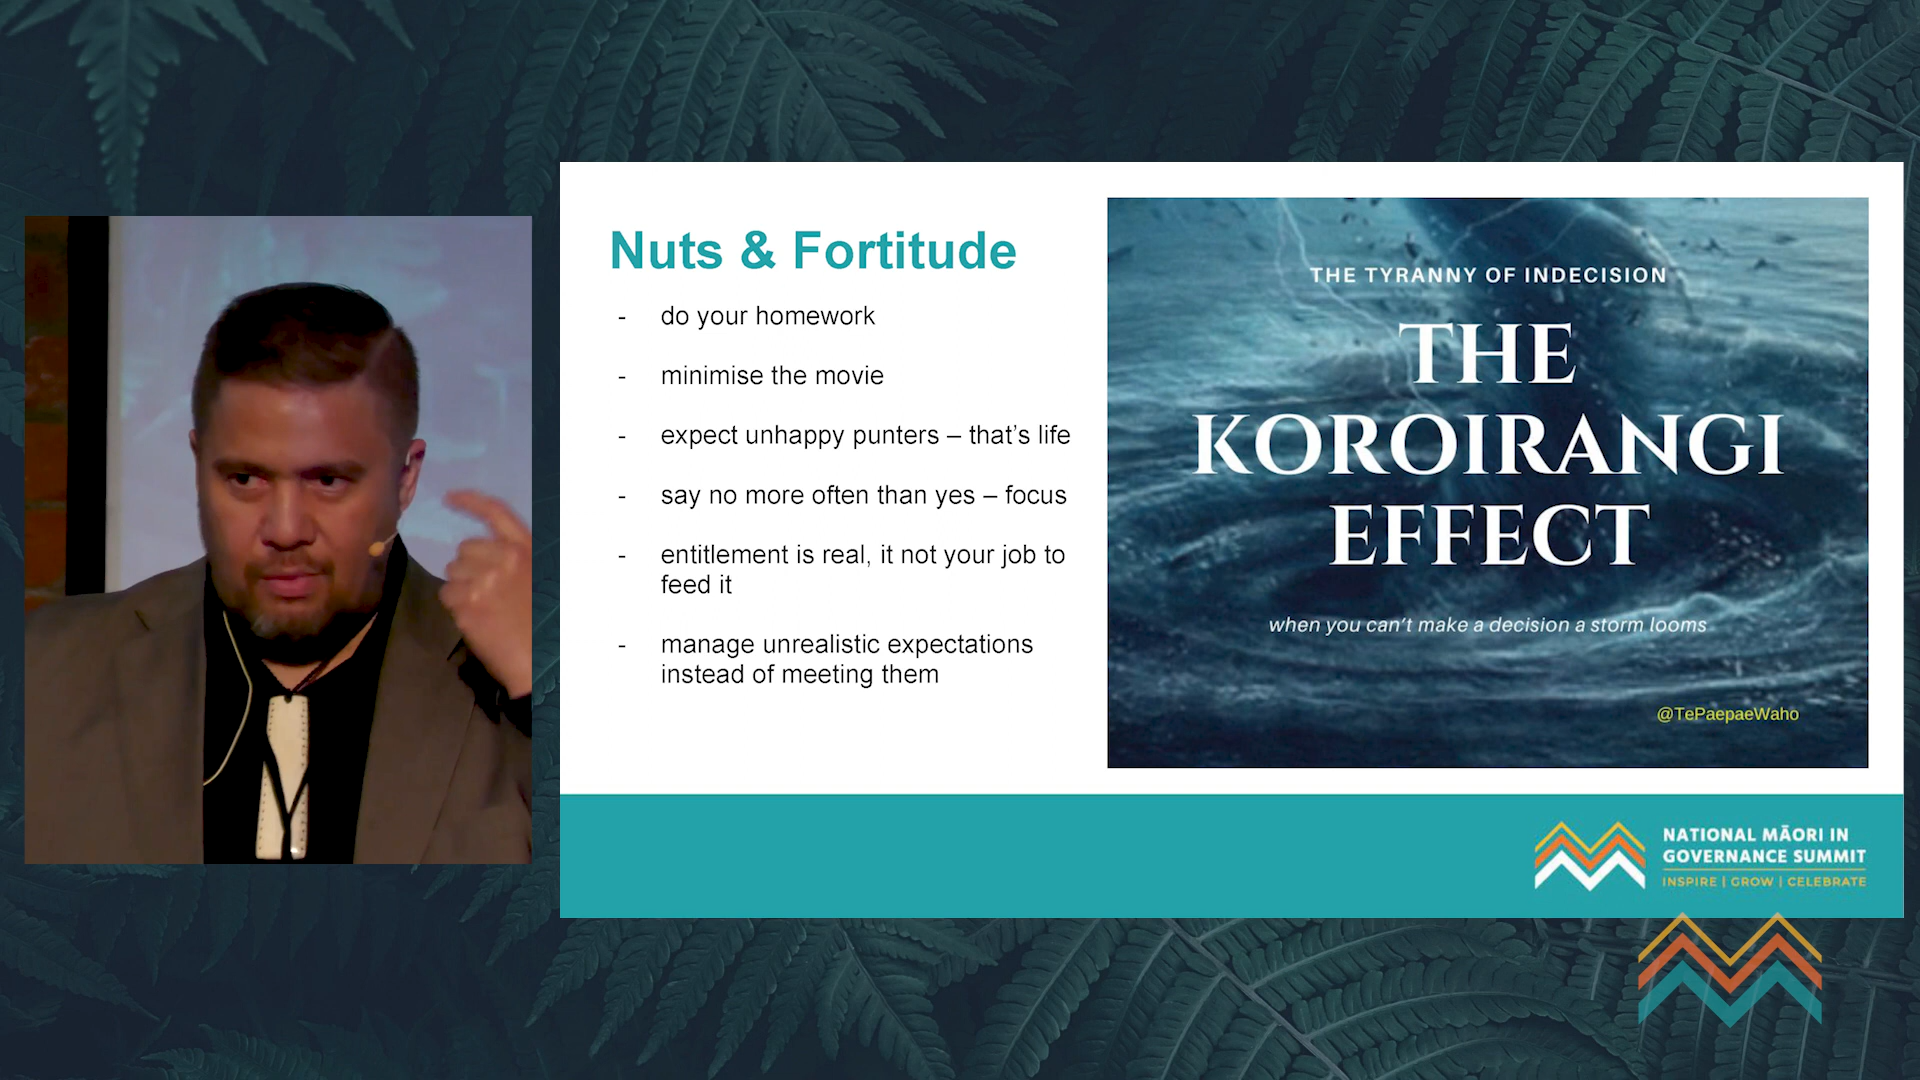 Nuts & Fortitude
- do your homework
- minimise the movie
- expect unhappy punters – that's life
- say no more often than yes – focus
- entitlement is real, it not your job to
feed it
- manage unrealistic expectations
instead of meeting them
THE TYRANNY OF INDECISION
THE
KOROIRANGI
EFFECT
when you can't make a decision a storm looms
@TePaepaeWaho
NATIONAL MĀORI IN
GOVERNANCE SUMMIT
INSPIRE | GROW | CELEBRATE